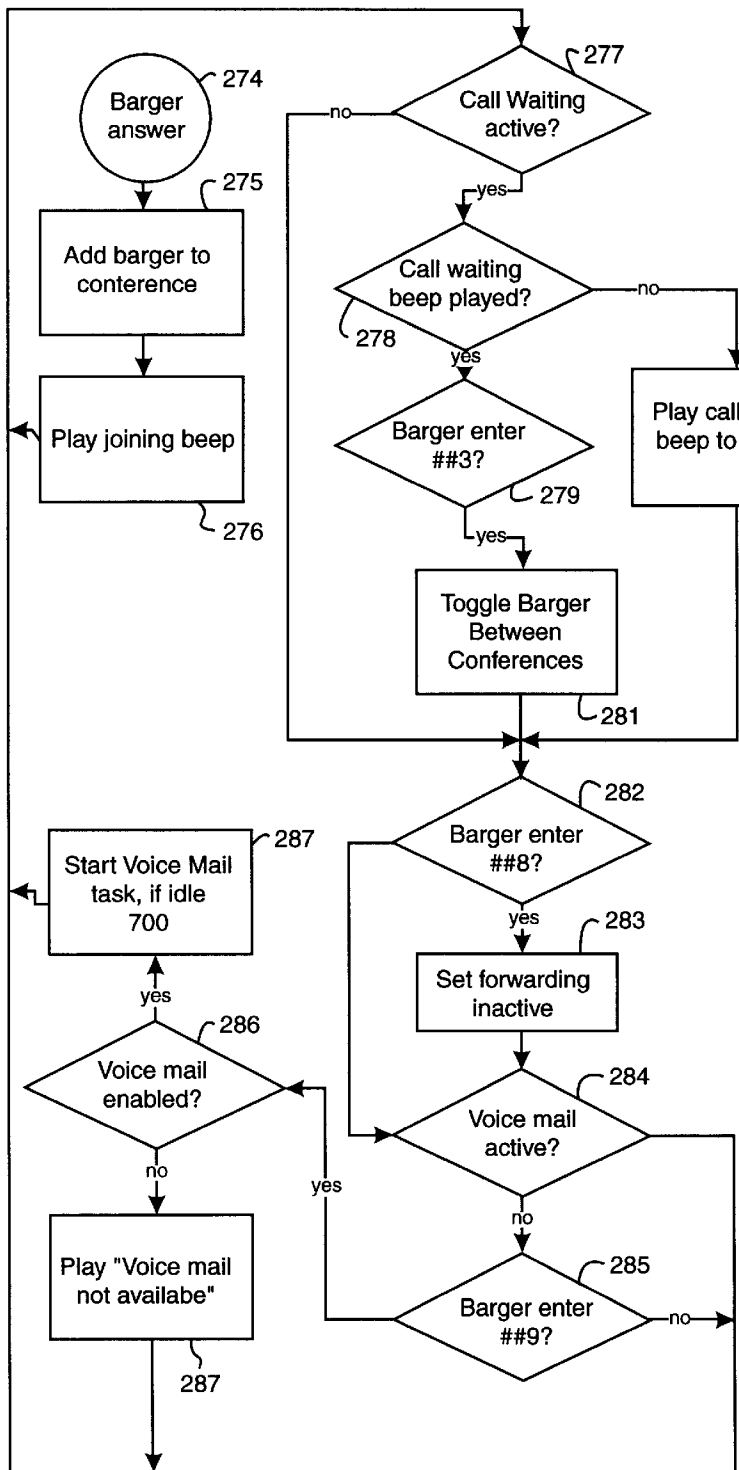 Barger
answer
274
275
Add barger to
conterence
Play joining beep
276
277
Call Waiting
active?
no
yes
Call waiting
beep played?
278
no
yes
Play call
beep to
Barger enter
##3?
279
yes
Toggle Barger
Between
Conferences
281
282
Barger enter
##8?
yes
283
Set forwarding
inactive
284
Voice mail
active?
no
285
Barger enter
##9?
no
yes
286
Voice mail
enabled?
yes
287
Start Voice Mail
task, if idle
700
no
Play "Voice mail
not availabe"
287